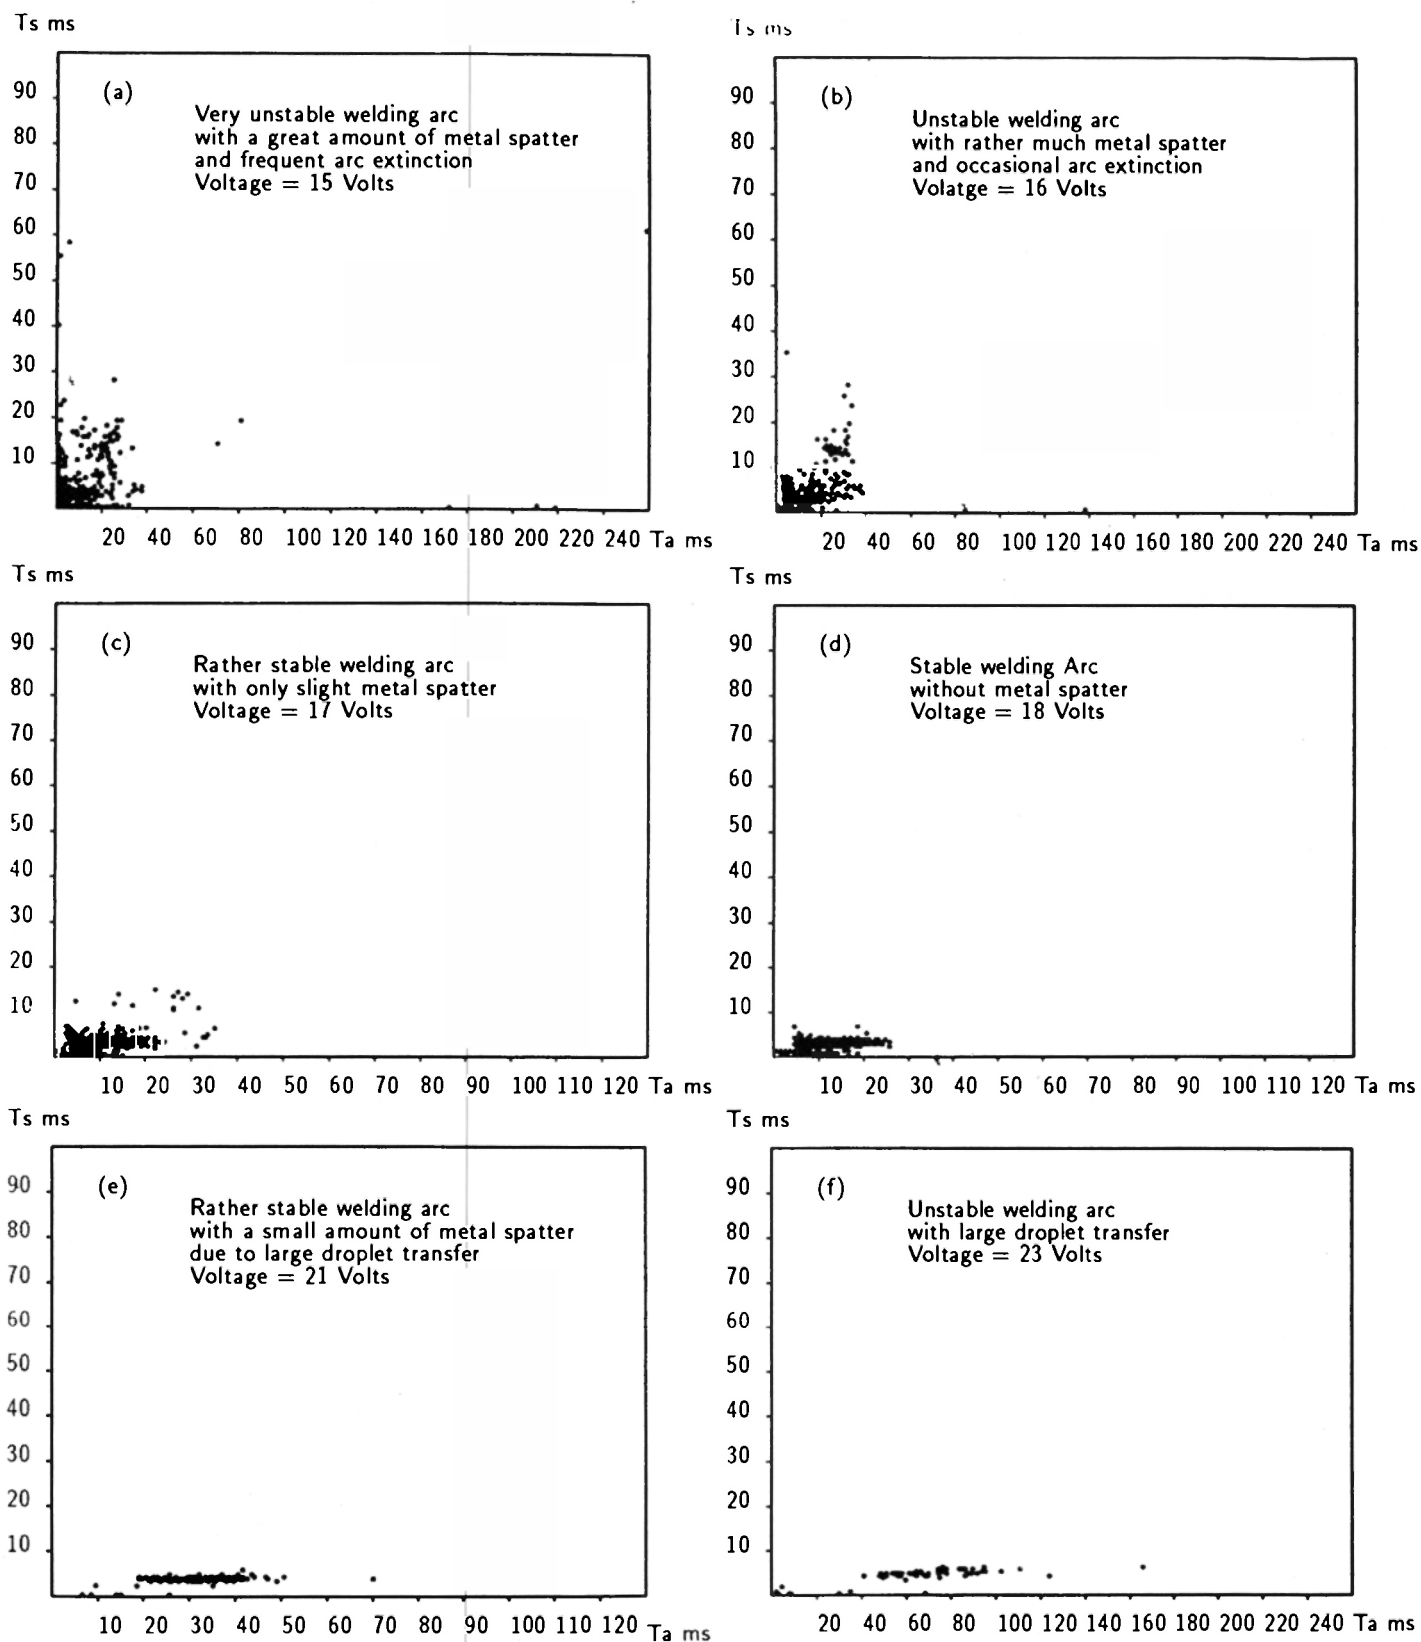 Ts ms
90
(a)
Very unstable welding arc
80
with a great amount of metal spatter
and frequent arc extinction
70
Voltage = 15 Volts
60
50
40
30
20
10
20 40 60 80 100 120 140 160 180 200 220 240 Ta ms
Ts ms
90
(b)
Unstable welding arc
80
with rather much metal spatter
and occasional arc extinction
70
Volatge = 16 Volts
60
50
40
30
20
10
20 40 60 80 100 120 140 160 180 200 220 240 Ta ms
Ts ms
90
(c)
Rather stable welding arc
80
with only slight metal spatter
Voltage = 17 Volts
70
60
50
40
30
20
10
10 20 30 40 50 60 70 80 90 100 110 120 Ta ms
Ts ms
90
(d)
Stable welding Arc
80
without metal spatter
Voltage = 18 Volts
70
60
50
40
30
20
10
10 20 30 40 50 60 70 80 90 100 110 120 Ta ms
Ts ms
90
(e)
Rather stable welding arc
80
with a small amount of metal spatter
due to large droplet transfer
70
Voltage = 21 Volts
60
50
40
30
20
10
10 20 30 40 50 60 70 80 90 100 110 120 Ta ms
Ts ms
90
(f)
Unstable welding arc
80
with large droplet transfer
Voltage = 23 Volts
70
60
50
40
30
20
10
20 40 60 80 100 120 140 160 180 200 220 240 Ta ms